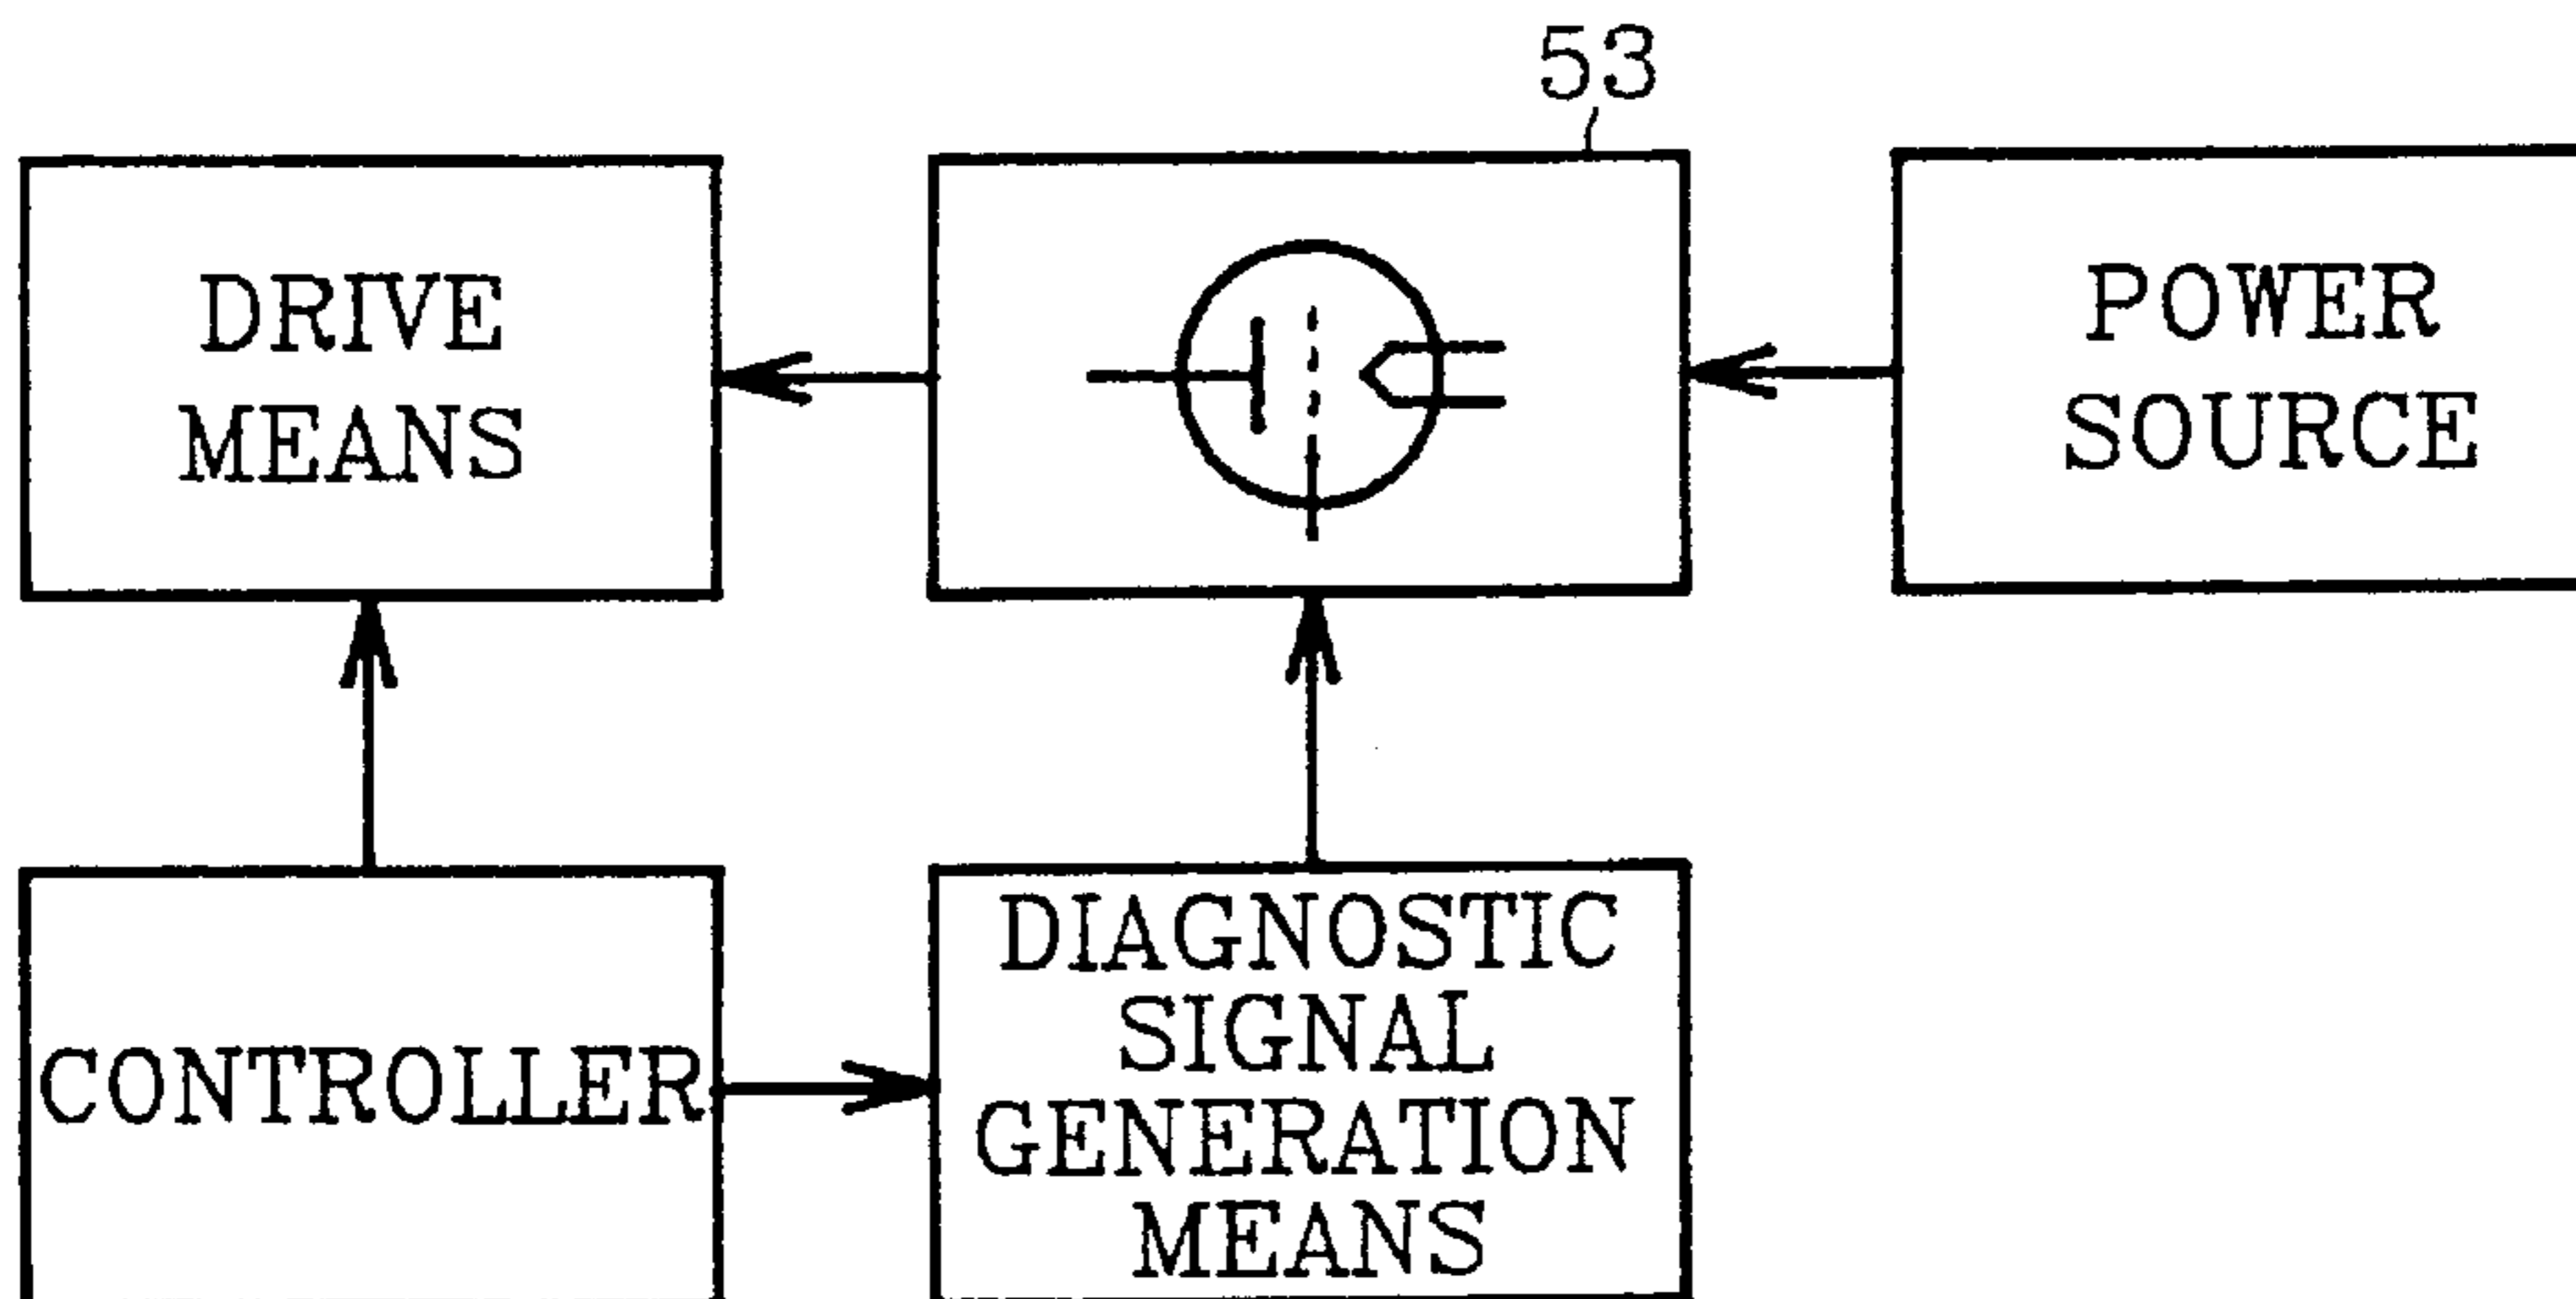 53
DRIVE
MEANS
POWER
SOURCE
CONTROLLER
DIAGNOSTIC
SIGNAL
GENERATION
MEANS